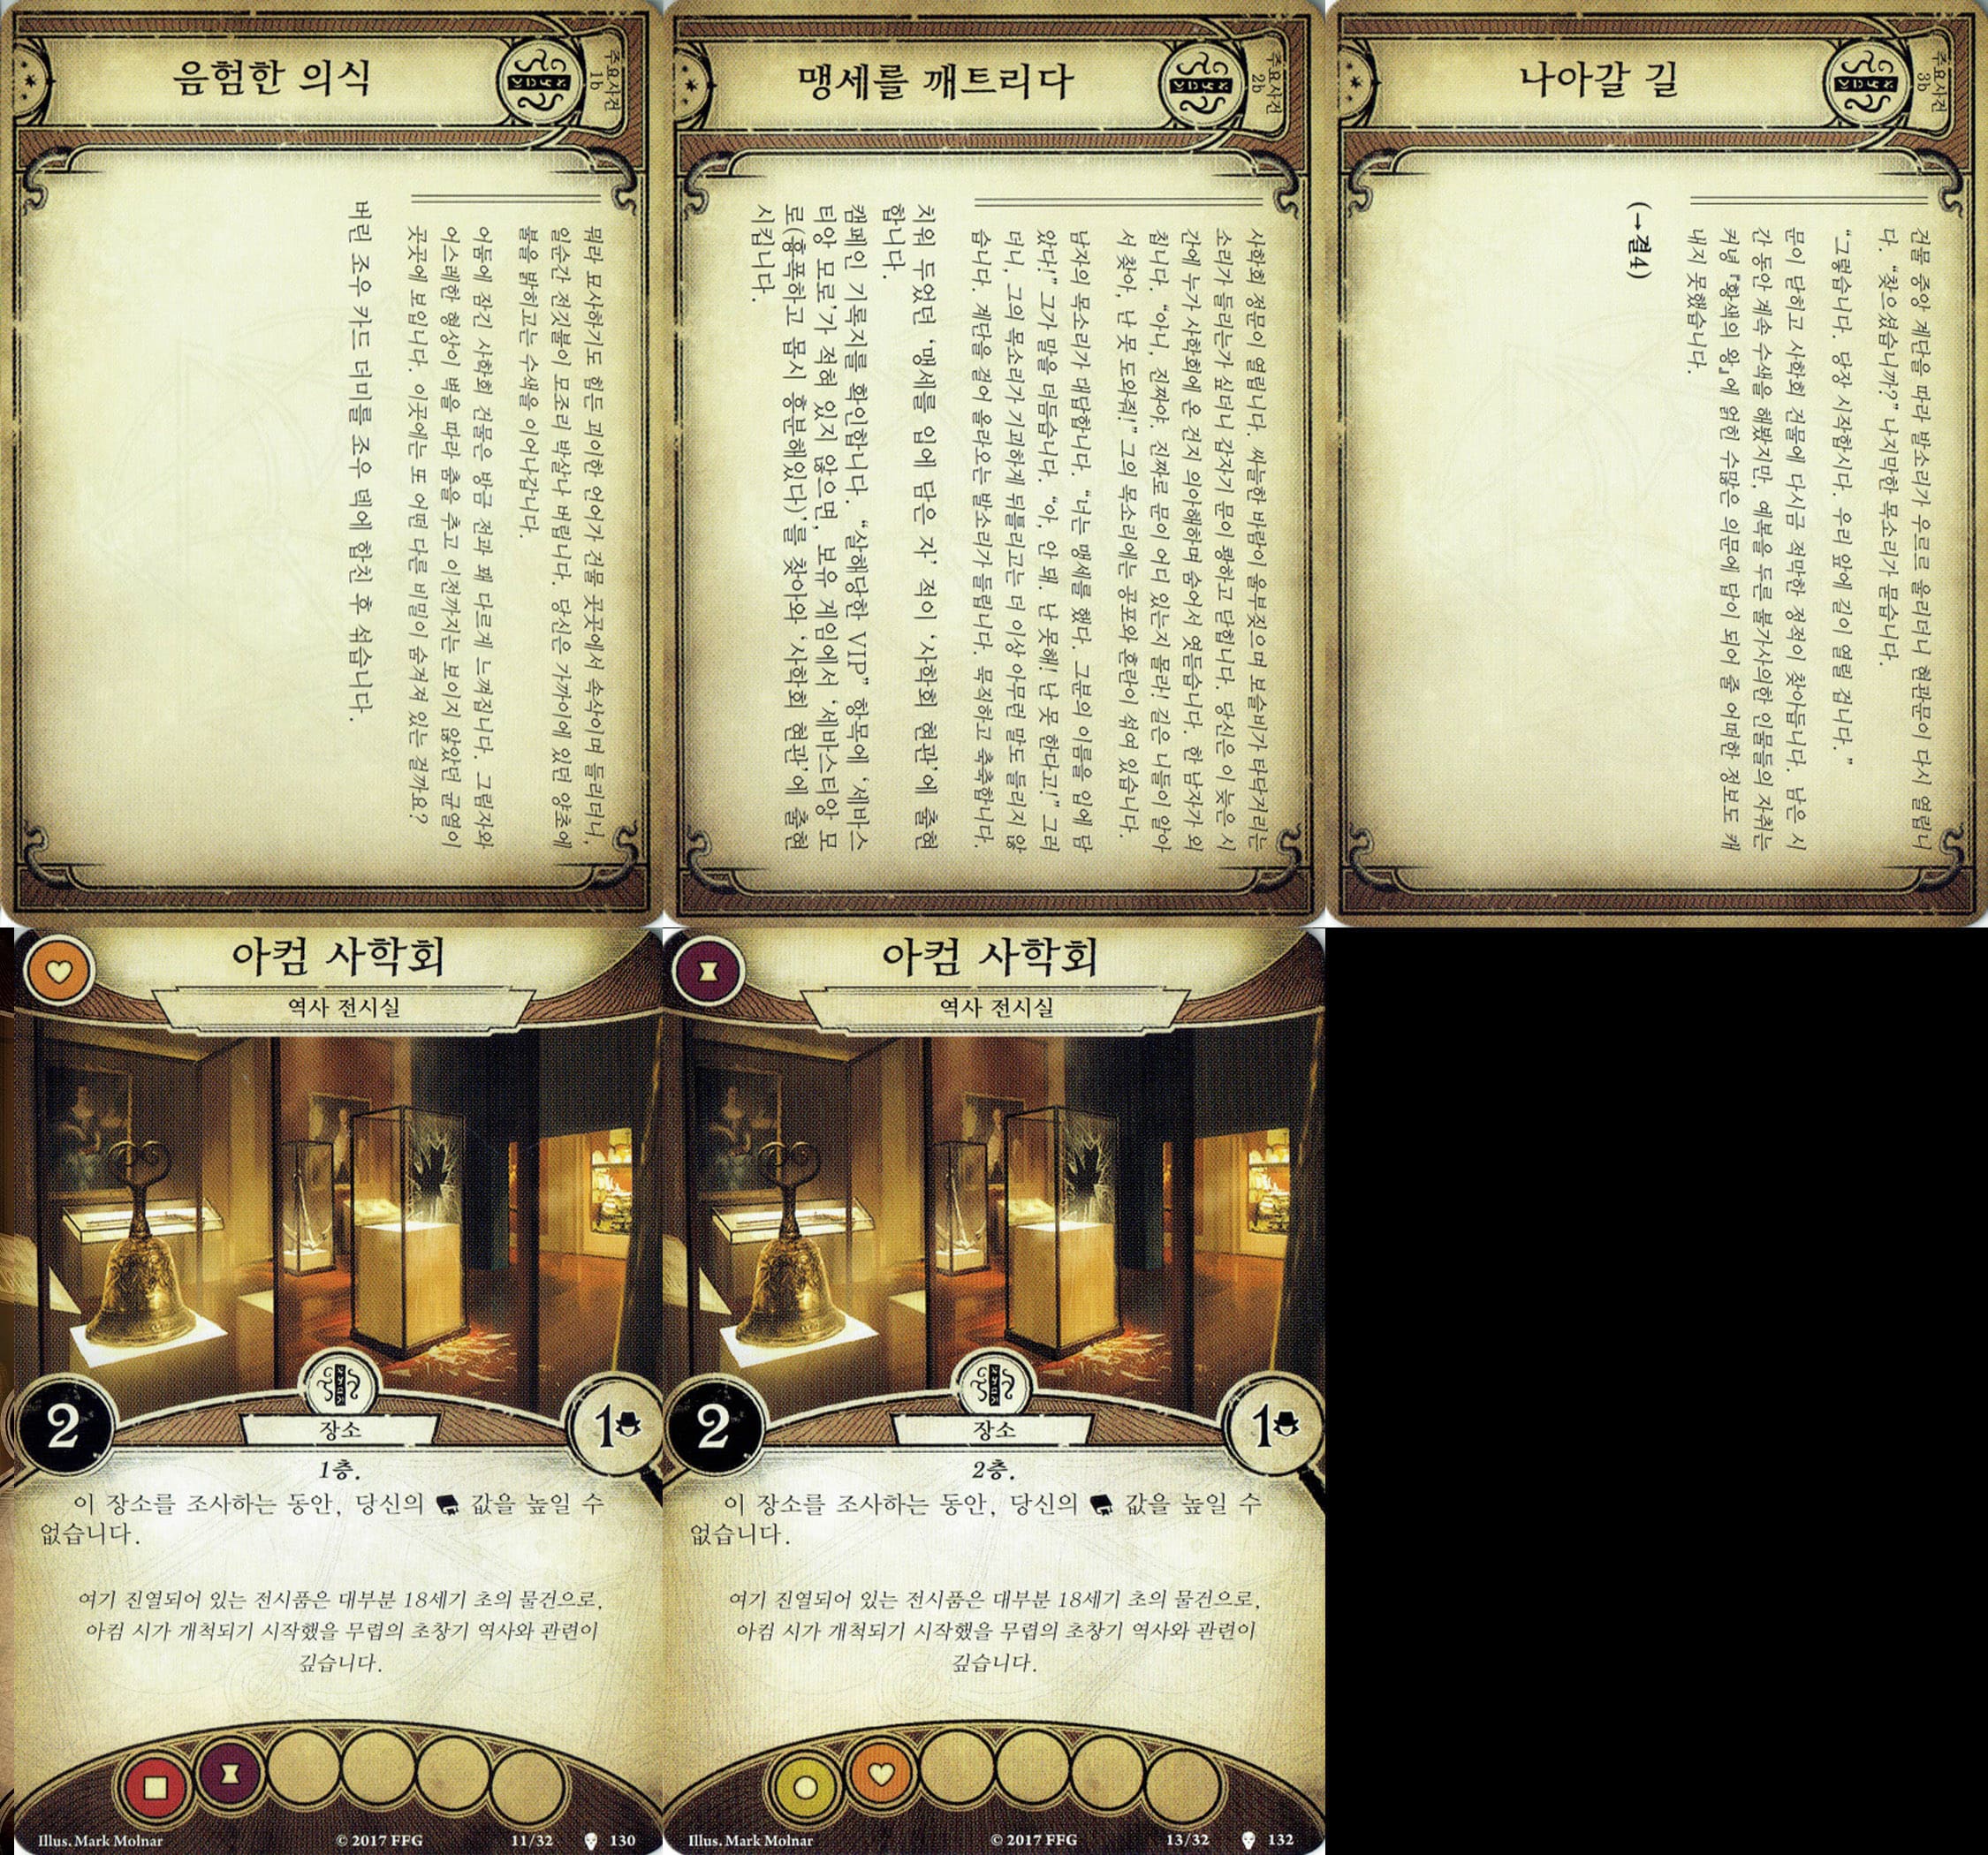 음험한 의식
주요사건
1b
뭐라 묘사하기도 힘든 괴이한 언어가 건물 곳곳에서 속삭이며 들리더니,
일순간 전깃불이 모조리 박살나 버립니다. 당신은 가까이에 있던 양초에
불을 밝히고는 수색을 이어나갑니다.
어둠에 잠긴 사학회 건물은 방금 전과 꽤 다르게 느껴집니다. 그림자와
어스레한 형상이 벽을 따라 춤을 추고 이전까지는 보이지 않았던 균열이
곳곳에 보입니다. 이곳에는 또 어떤 다른 비밀이 숨겨져 있는 걸까요?
버린 조우 카드 더미를 조우 덱에 합친 후 섞습니다.
맹세를 깨트리다
주요사건
2b
사학회 정문이 열립니다. 싸늘한 바람이 울부짖으며 보슬비가 타닥거리는
소리가 들리는가 싶더니 갑자기 문이 쾅하고 닫힙니다. 당신은 이 늦은 시
간에 누가 사학회에 온 건지 의아해하며 숨어서 엿듣습니다. 한 남자가 외
칩니다. “아니, 진짜야. 진짜로 문이 어디 있는지 몰라! 길은 너들이 알아
서 찾아, 난 못 도와줘!” 그의 목소리에는 공포와 혼란이 섞여 있습니다.
남자의 목소리가 대답합니다. “너는 맹세를 했다. 그분의 이름을 입에 담
았다!” 그가 말을 더듬습니다. “아, 안 돼. 난 못해! 난 못 한다고!” 그러
더니, 그의 목소리가 기괴하게 뒤틀리고는 더 이상 아무런 말도 들리지 않
습니다. 계단을 걸어 올라오는 발소리가 들립니다. 묵직하고 축축합니다.
치워 두었던 ‘맹세를 입에 담은 자’ 적이 ‘사학회 현관’에 출현
합니다.
캠페인 기록지를 확인합니다. “살해당한 VIP” 항목에 ‘세바스
티앙 모로’가 적혀 있지 않으면, 보유 게임에서 ‘세바스티앙 모
로(흉폭하고 몹시 흥분해있다)’를 찾아와 ‘사학회 현관’에 출현
시킵니다.
나아갈 길
주요사건
3b
건물 중앙 계단을 따라 발소리가 우르르 울리더니 현관문이 다시 열립니
다. “찾으셨습니까?” 나지막한 목소리가 묻습니다.
“그렇습니다. 당장 시작합시다. 우리 앞에 길이 열릴 겁니다.”
문이 닫히고 사학회 건물에 다시금 적막한 정적이 찾아듭니다. 남은 시
간 동안 계속 수색을 해봤지만, 예복을 두른 불가사의한 인물들의 자취는
커녕 『황색의 왕』에 얽힌 수많은 의문에 답이 되어 줄 어떠한 정보도 캐
내지 못했습니다.
(→결4)
아컴 사학회
역사 전시실
2
장소
1
1층.
이 장소를 조사하는 동안, 당신의 값을 높일 수
없습니다.
여기 진열되어 있는 전시품은 대부분 18세기 초의 물건으로,
아컴 시가 개척되기 시작했을 무렵의 초창기 역사와 관련이
깊습니다.
Illus. Mark Molnar
© 2017 FFG
11/32
130
아컴 사학회
역사 전시실
2
장소
1
2층.
이 장소를 조사하는 동안, 당신의 값을 높일 수
없습니다.
여기 진열되어 있는 전시품은 대부분 18세기 초의 물건으로,
아컴 시가 개척되기 시작했을 무렵의 초창기 역사와 관련이
깊습니다.
Illus. Mark Molnar
© 2017 FFG
13/32
132